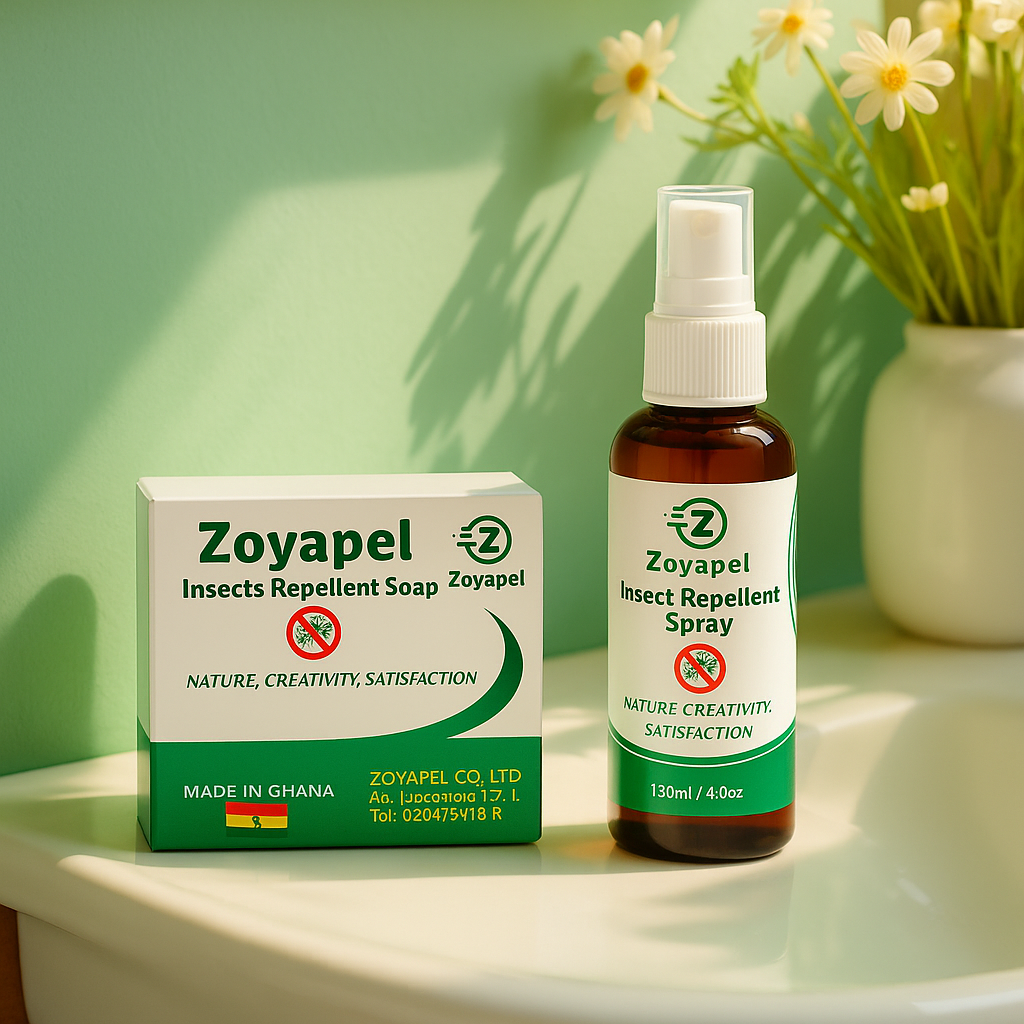 Zoyapel
Insects Repellent Soap
Z
Zoyapel
NATURE, CREATIVITY, SATISFACTION
MADE IN GHANA
ZOYAPEL CO, LTD
Z
Zoyapel
Insect Repellent
Spray
NATURE CREATIVITY.
SATISFACTION
130ml / 4:0oz